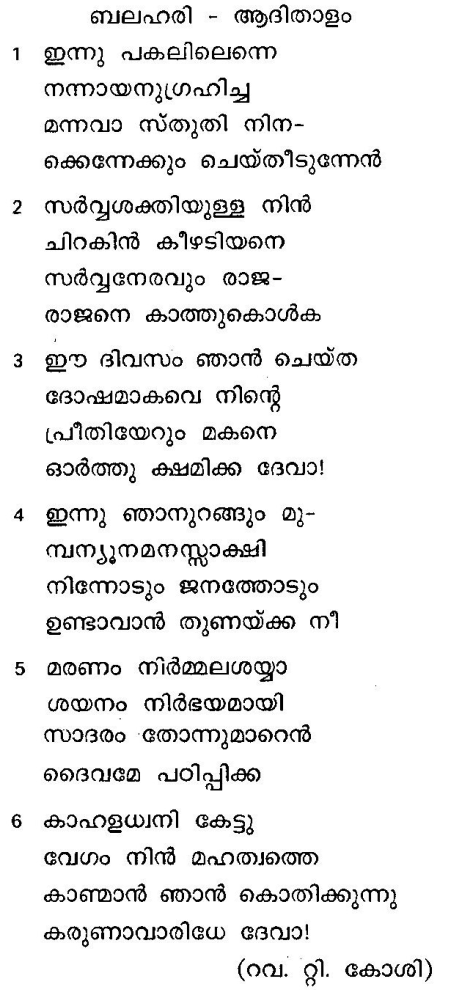 ബലഹരി - ആദിതാളം
1 ഇന്നു പകലിലെന്നെ
നന്നായനുഗ്രഹിച്ച
മന്നവാ സ്തുതി നിന-
ക്കെന്നേക്കും ചെയ്തീടുന്നേൻ
2 സർവ്വശക്തിയുള്ള നിൻ
ചിറകിൻ കീഴടിയനെ
സർവ്വനേരവും രാജ-
രാജനെ കാത്തുകൊൾക
3 ഈ ദിവസം ഞാൻ ചെയ്ത
ദോഷമാകവെ നിന്റെ
പ്രീതിയേറും മകനെ
ഓർത്തു ക്ഷമിക്ക ദേവാ!
4 ഇന്നു ഞാനുറങ്ങും മു-
മ്പന്യൂനമനസ്സാക്ഷി
നിന്നോടും ജനത്തോടും
ഉണ്ടാവാൻ തുണയ്ക്ക നീ
5 മരണം നിർമ്മലശയ്യാ
ശയനം നിർഭയമായി
സാദരം തോന്നുമാറെൻ
ദൈവമേ പഠിപ്പിക്ക
6 കാഹളധ്വനി കേട്ടു
വേഗം നിൻ മഹത്വത്തെ
കാണ്മാൻ ഞാൻ കൊതിക്കുന്നു
കരുണാവാരിധേ ദേവാ!
(റവ. റ്റി. കോശി)